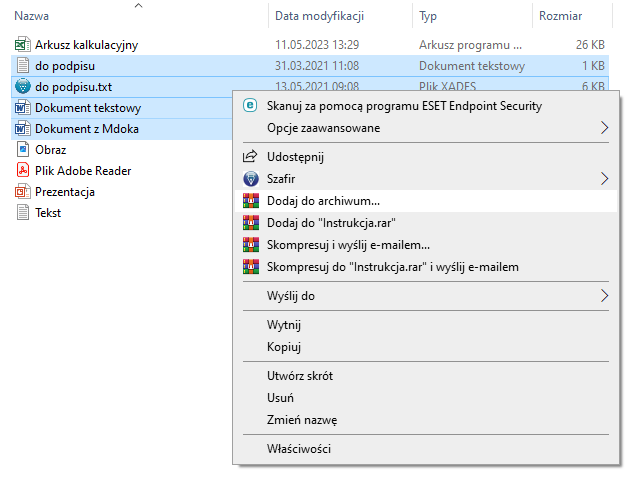 Nazwa Data modyfikacji Typ Rozmiar
Arkusz kalkulacyjny 11.05.2023 13:29 Arkusz programu ... 26 KB
do podpisu 31.03.2021 11:08 Dokument tekstowy 1 KB
do podpisu.txt 13.05.2021 09:08 Plik XADES 6 KB
Dokument tekstowy
Dokument z Mdoka
Obraz
Plik Adobe Reader
Prezentacja
Tekst
Skanuj za pomocą programu ESET Endpoint Security
Opcje zaawansowane
Udostępnij
Szafir
Dodaj do archiwum...
Dodaj do "Instrukcja.rar"
Skompresuj i wyślij e-mailem...
Skompresuj do "Instrukcja.rar" i wyślij e-mailem
Wyślij do
Wytnij
Kopiuj
Utwórz skrót
Usuń
Zmień nazwę
Właściwości